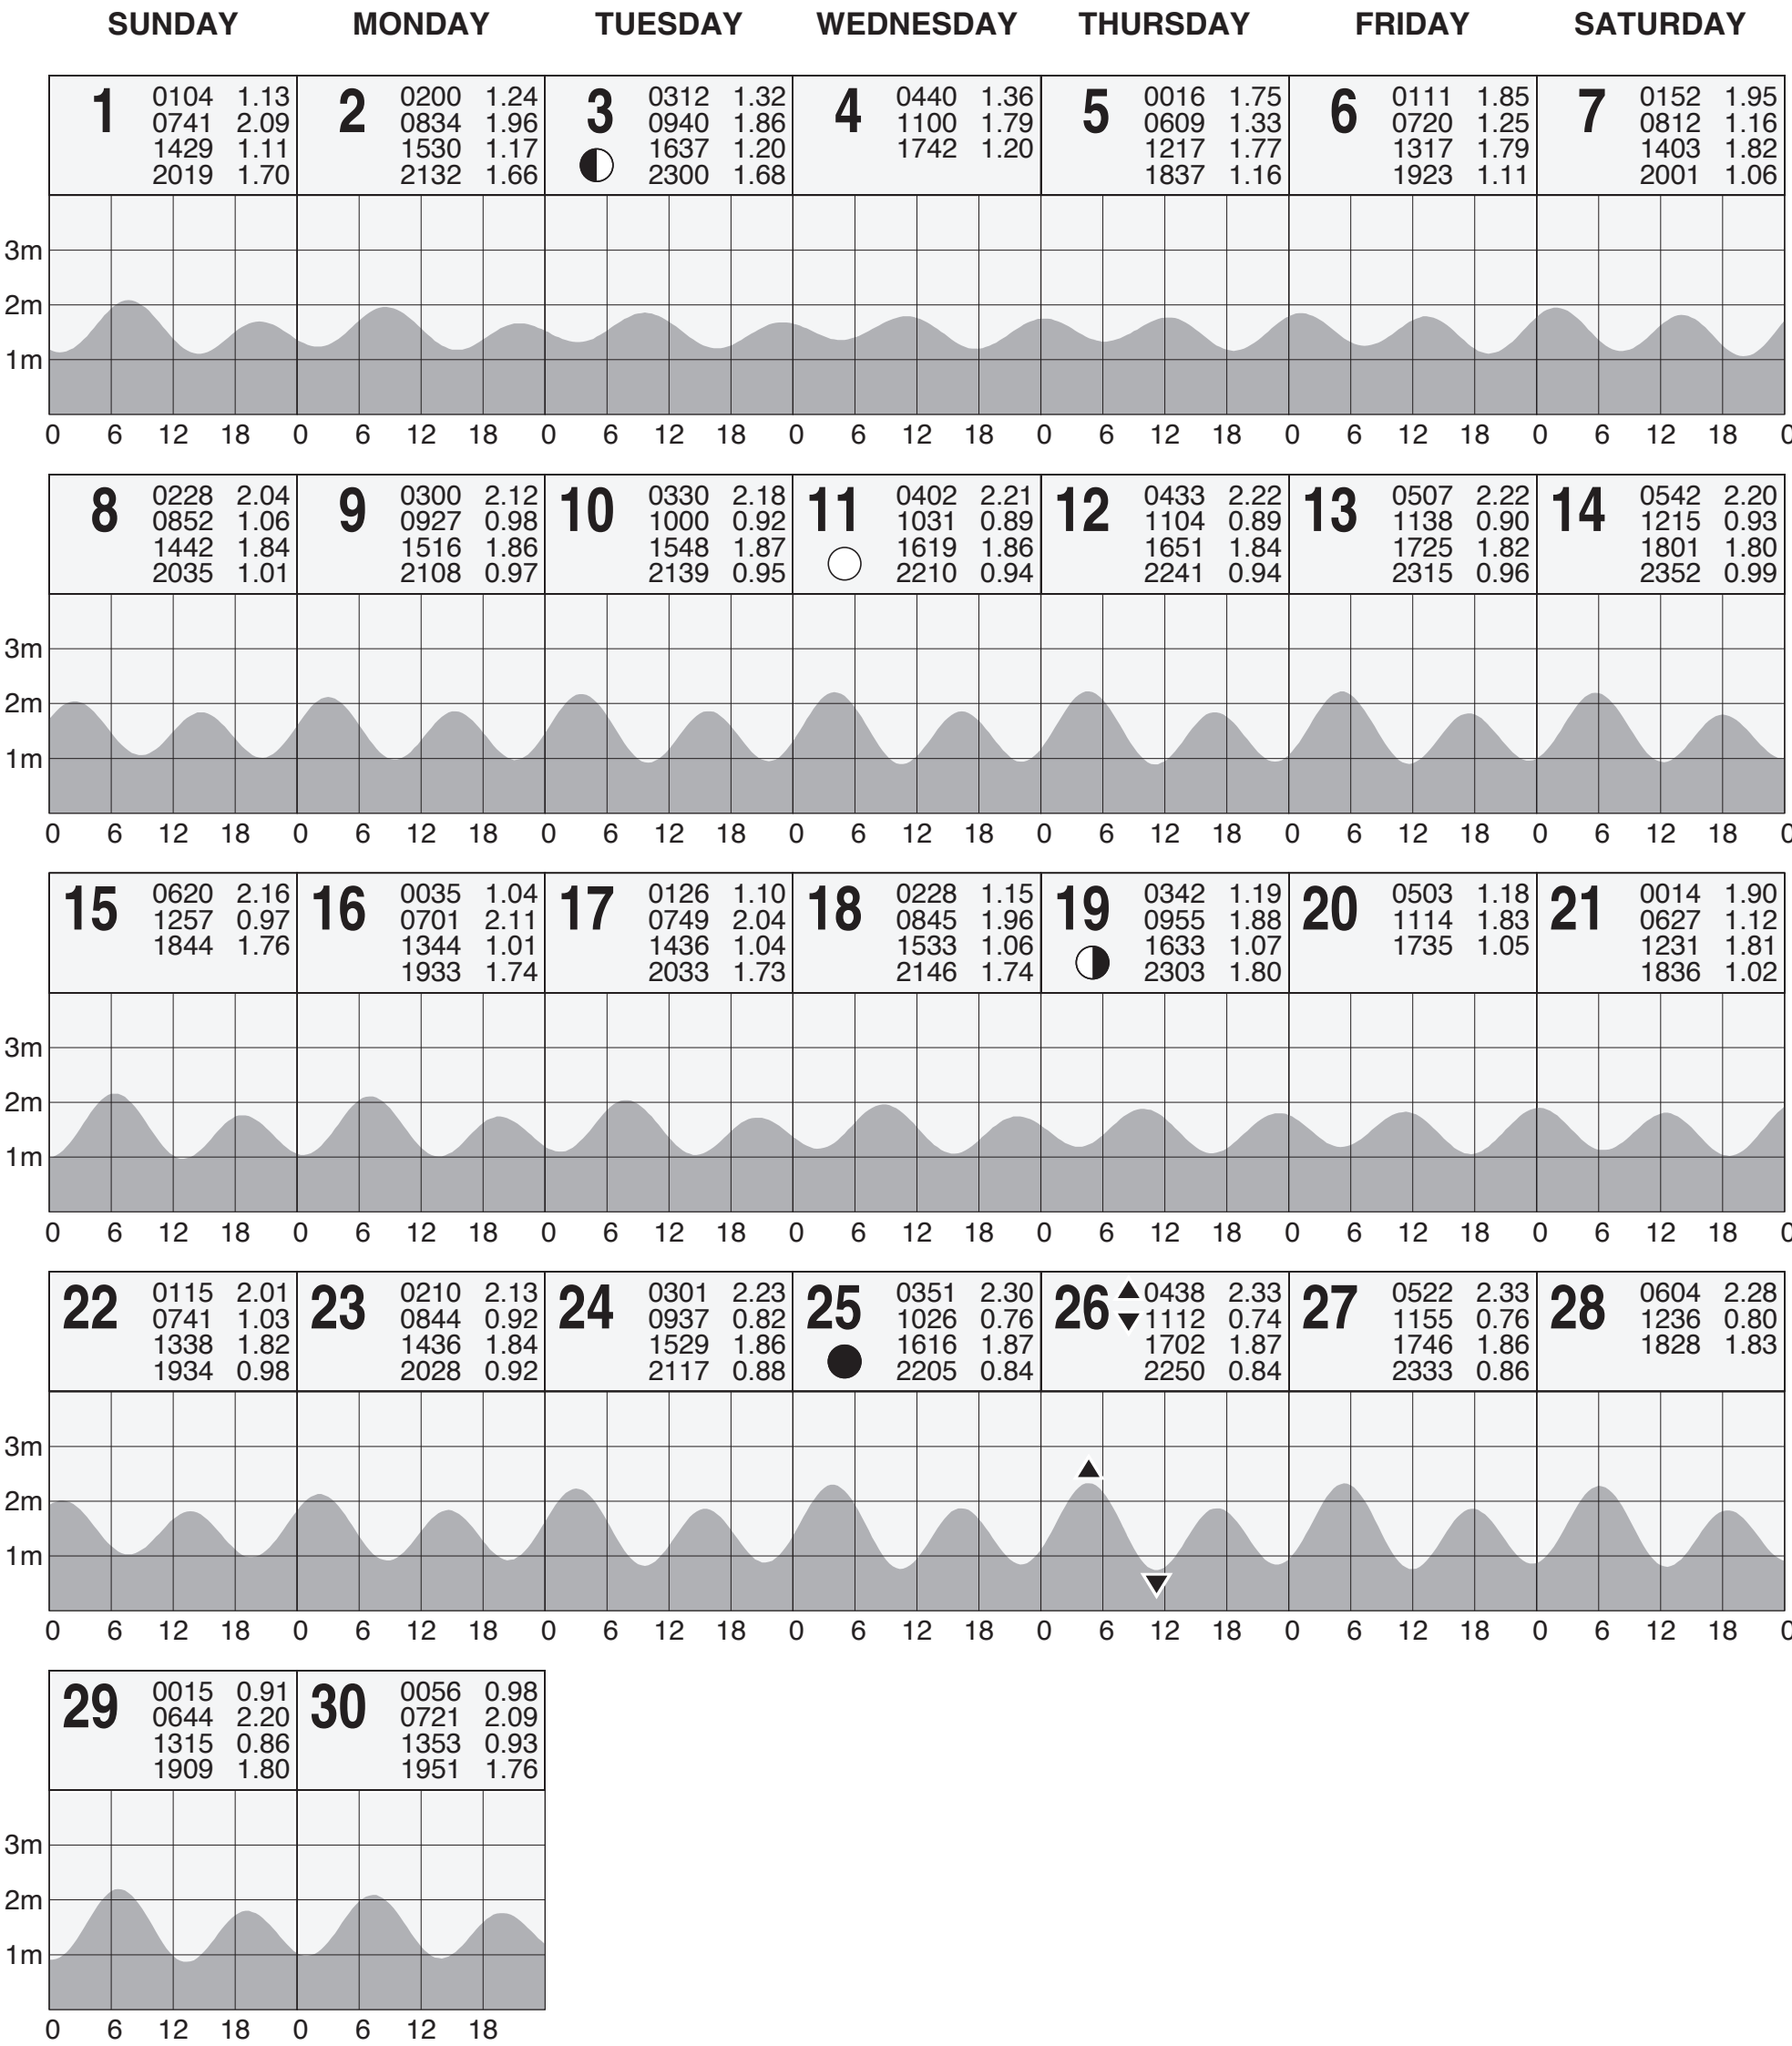 SUNDAY MONDAY TUESDAY WEDNESDAY THURSDAY FRIDAY SATURDAY
1 0104 1.13 2 0200 1.24 3 0312 1.32 4 0440 1.36 5 0016 1.75 6 0111 1.85 7 0152 1.95
0741 2.09 0834 1.96 0940 1.86 1100 1.79 0609 1.33 0720 1.25 0812 1.16
1429 1.11 1530 1.17 1637 1.20 1742 1.20 1217 1.77 1317 1.79 1403 1.82
2019 1.70 2132 1.66 2300 1.68 1837 1.16 1923 1.11 2001 1.06
3m
2m
1m
0 6 12 18 0 6 12 18 0 6 12 18 0 6 12 18 0 6 12 18 0 6 12 18 0 6 12 18 0
8 0228 2.04 9 0300 2.12 10 0330 2.18 11 0402 2.21 12 0433 2.22 13 0507 2.22 14 0542 2.20
0852 1.06 0927 0.98 1000 0.92 1031 0.89 1104 0.89 1138 0.90 1215 0.93
1442 1.84 1516 1.86 1548 1.87 1619 1.86 1651 1.84 1725 1.82 1801 1.80
2035 1.01 2108 0.97 2139 0.95 2210 0.94 2241 0.94 2315 0.96 2352 0.99
3m
2m
1m
0 6 12 18 0 6 12 18 0 6 12 18 0 6 12 18 0 6 12 18 0 6 12 18 0 6 12 18 0
15 0620 2.16 16 0035 1.04 17 0126 1.10 18 0228 1.15 19 0342 1.19 20 0503 1.18 21 0014 1.90
1257 0.97 0701 2.11 0749 2.04 0845 1.96 0955 1.88 1114 1.83 0627 1.12
1844 1.76 1344 1.01 1436 1.04 1533 1.06 1633 1.07 1735 1.05 1231 1.81
1933 1.74 2033 1.73 2146 1.74 2303 1.80 1836 1.02
3m
2m
1m
0 6 12 18 0 6 12 18 0 6 12 18 0 6 12 18 0 6 12 18 0 6 12 18 0 6 12 18 0
22 0115 2.01 23 0210 2.13 24 0301 2.23 25 0351 2.30 26 0438 2.33 27 0522 2.33 28 0604 2.28
0741 1.03 0844 0.92 0937 0.82 1026 0.76 1112 0.74 1155 0.76 1236 0.80
1338 1.82 1436 1.84 1529 1.86 1616 1.87 1702 1.87 1746 1.86 1828 1.83
1934 0.98 2028 0.92 2117 0.88 2205 0.84 2250 0.84 2333 0.86
3m
2m
1m
0 6 12 18 0 6 12 18 0 6 12 18 0 6 12 18 0 6 12 18 0 6 12 18 0 6 12 18 0
29 0015 0.91 30 0056 0.98
0644 2.20 0721 2.09
1315 0.86 1353 0.93
1909 1.80 1951 1.76
3m
2m
1m
0 6 12 18 0 6 12 18